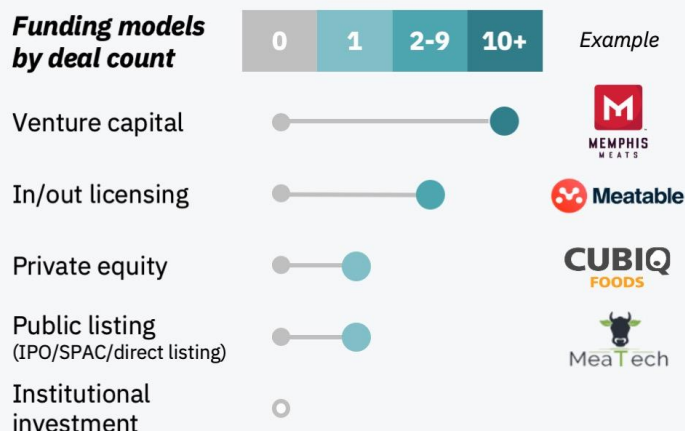 Funding models
by deal count
0 1 2-9 10+ Example
Venture capital
M
MEMPHIS
MEATS
In/out licensing
Meatable
Private equity
CUBIQ
FOODS
Public listing
(IPO/SPAC/direct listing)
MeaTech
Institutional
investment